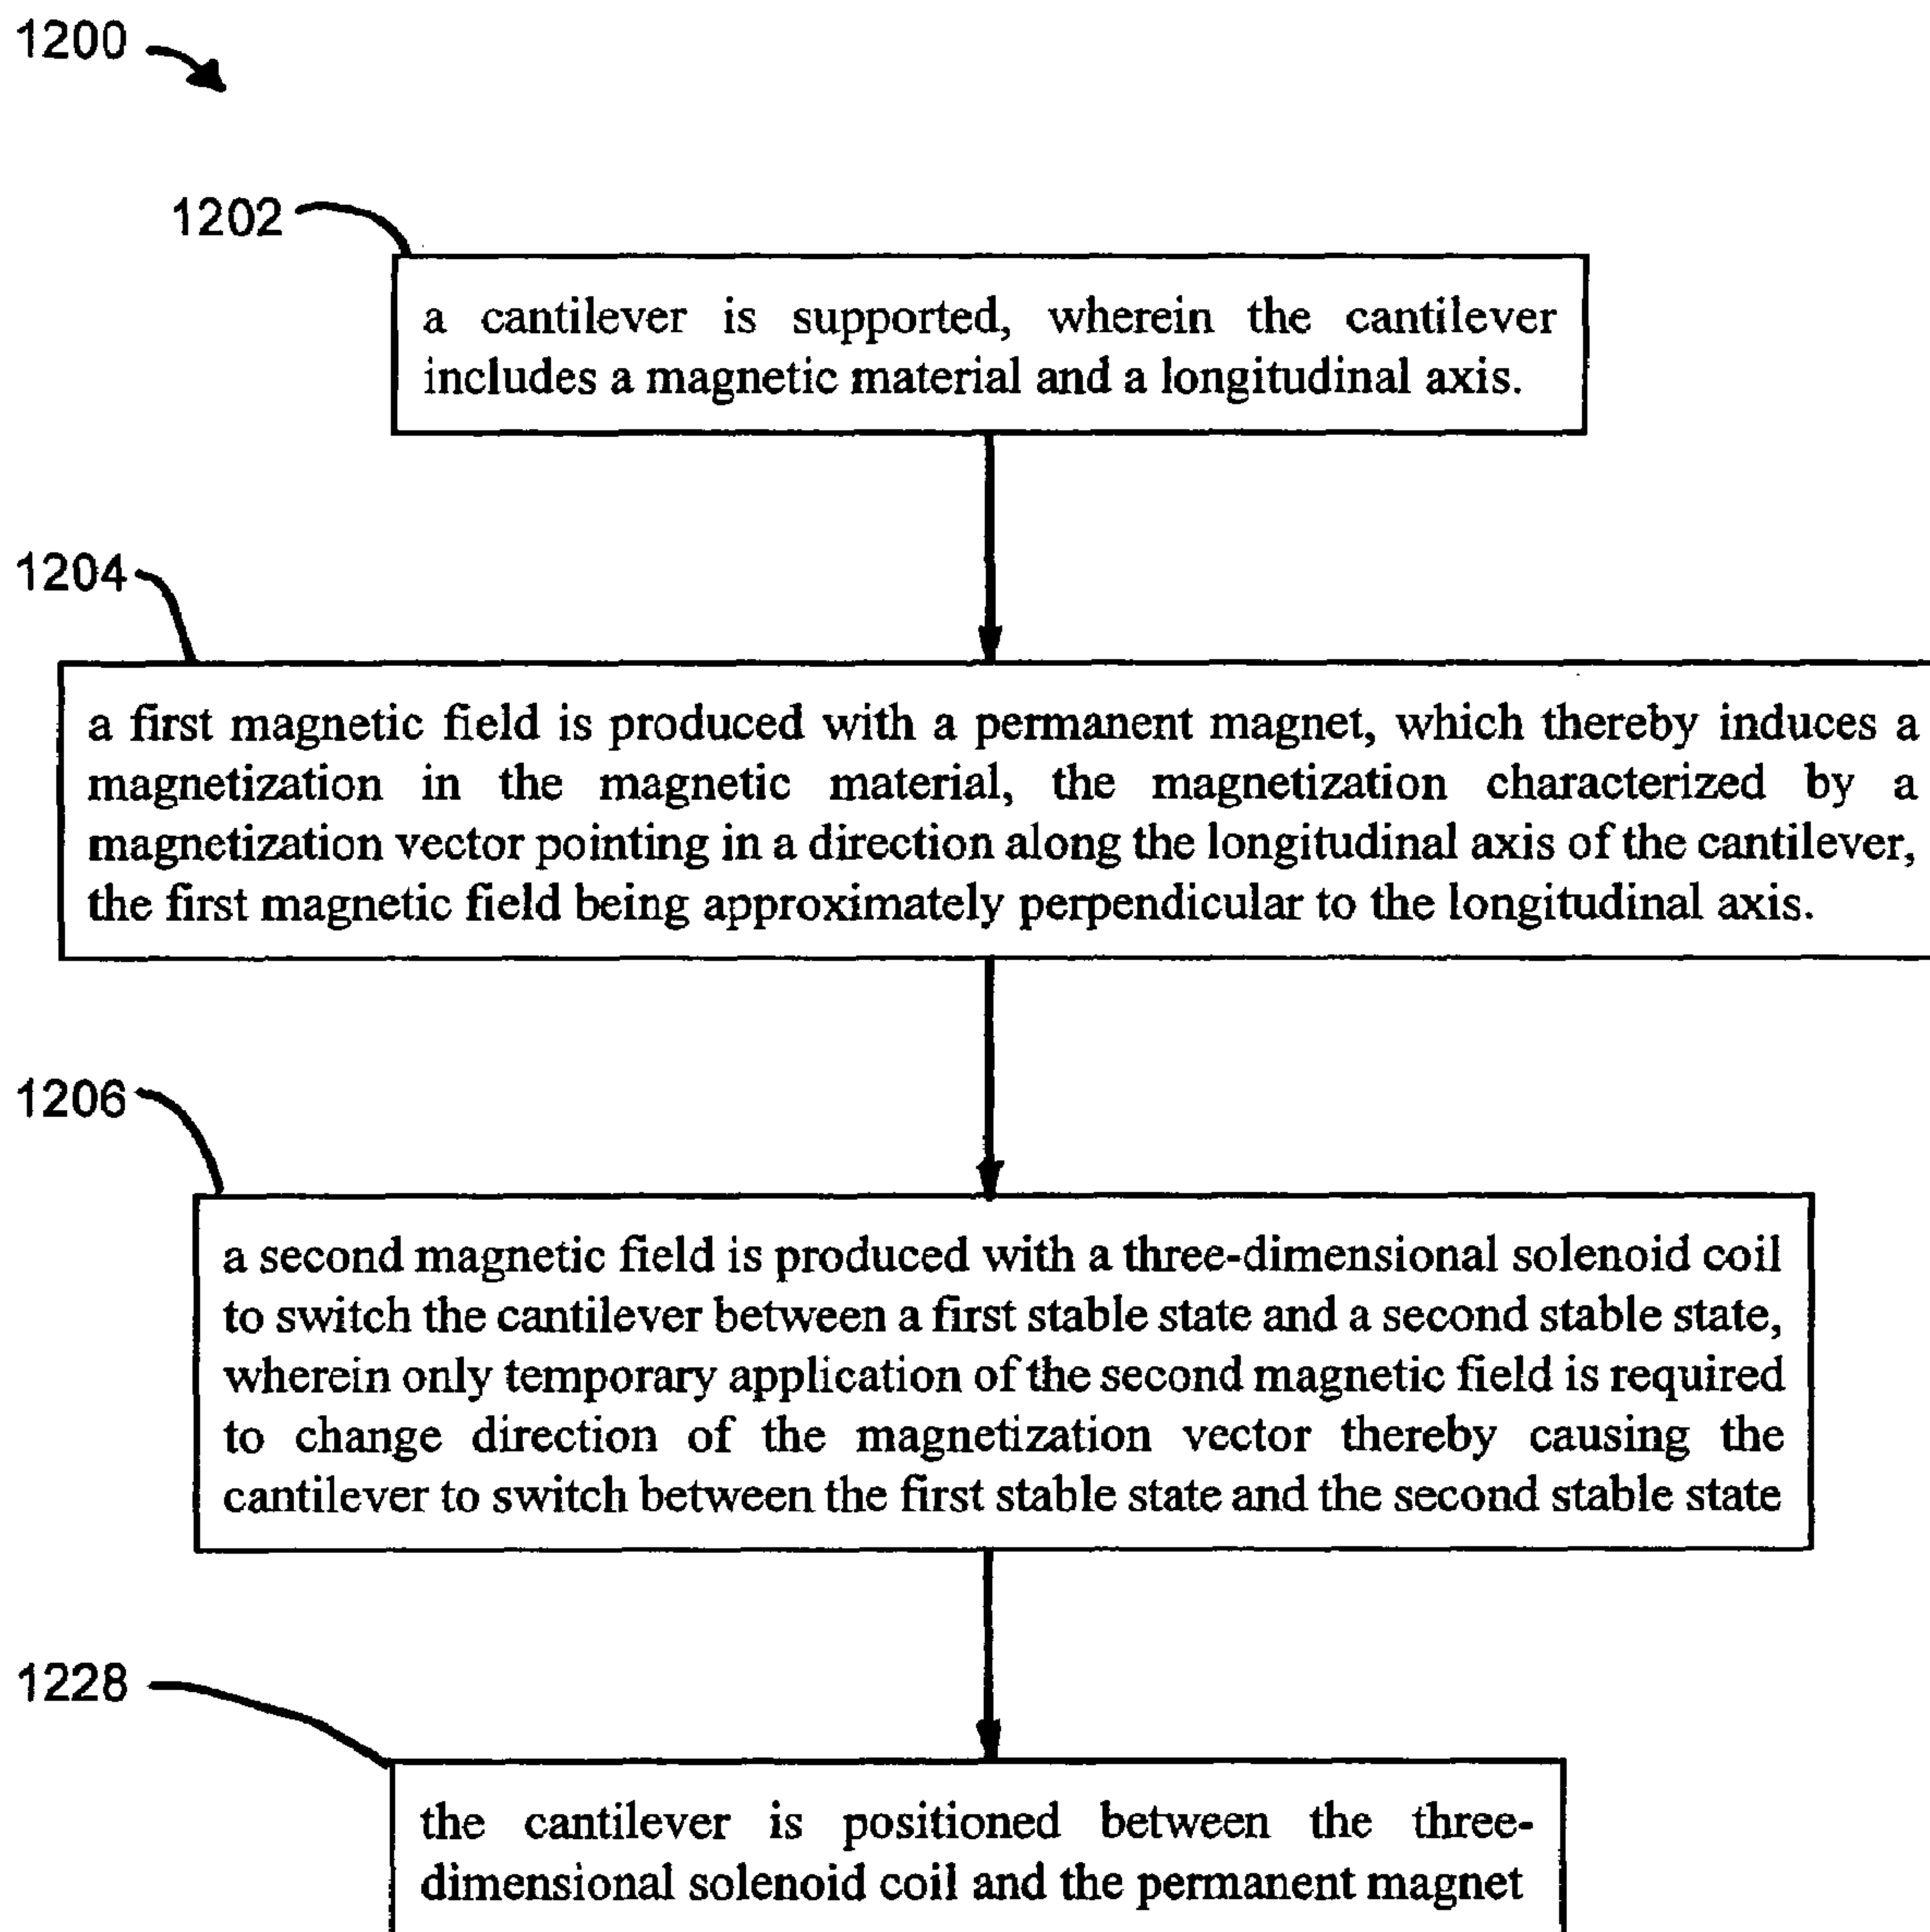 1200
1202
a cantilever is supported, wherein the cantilever
includes a magnetic material and a longitudinal axis.
1204
a first magnetic field is produced with a permanent magnet, which thereby induces a
magnetization in the magnetic material, the magnetization characterized by a
magnetization vector pointing in a direction along the longitudinal axis of the cantilever,
the first magnetic field being approximately perpendicular to the longitudinal axis.
1206
a second magnetic field is produced with a three-dimensional solenoid coil
to switch the cantilever between a first stable state and a second stable state,
wherein only temporary application of the second magnetic field is required
to change direction of the magnetization vector thereby causing the
cantilever to switch between the first stable state and the second stable state
1228
the cantilever is positioned between the three-
dimensional solenoid coil and the permanent magnet